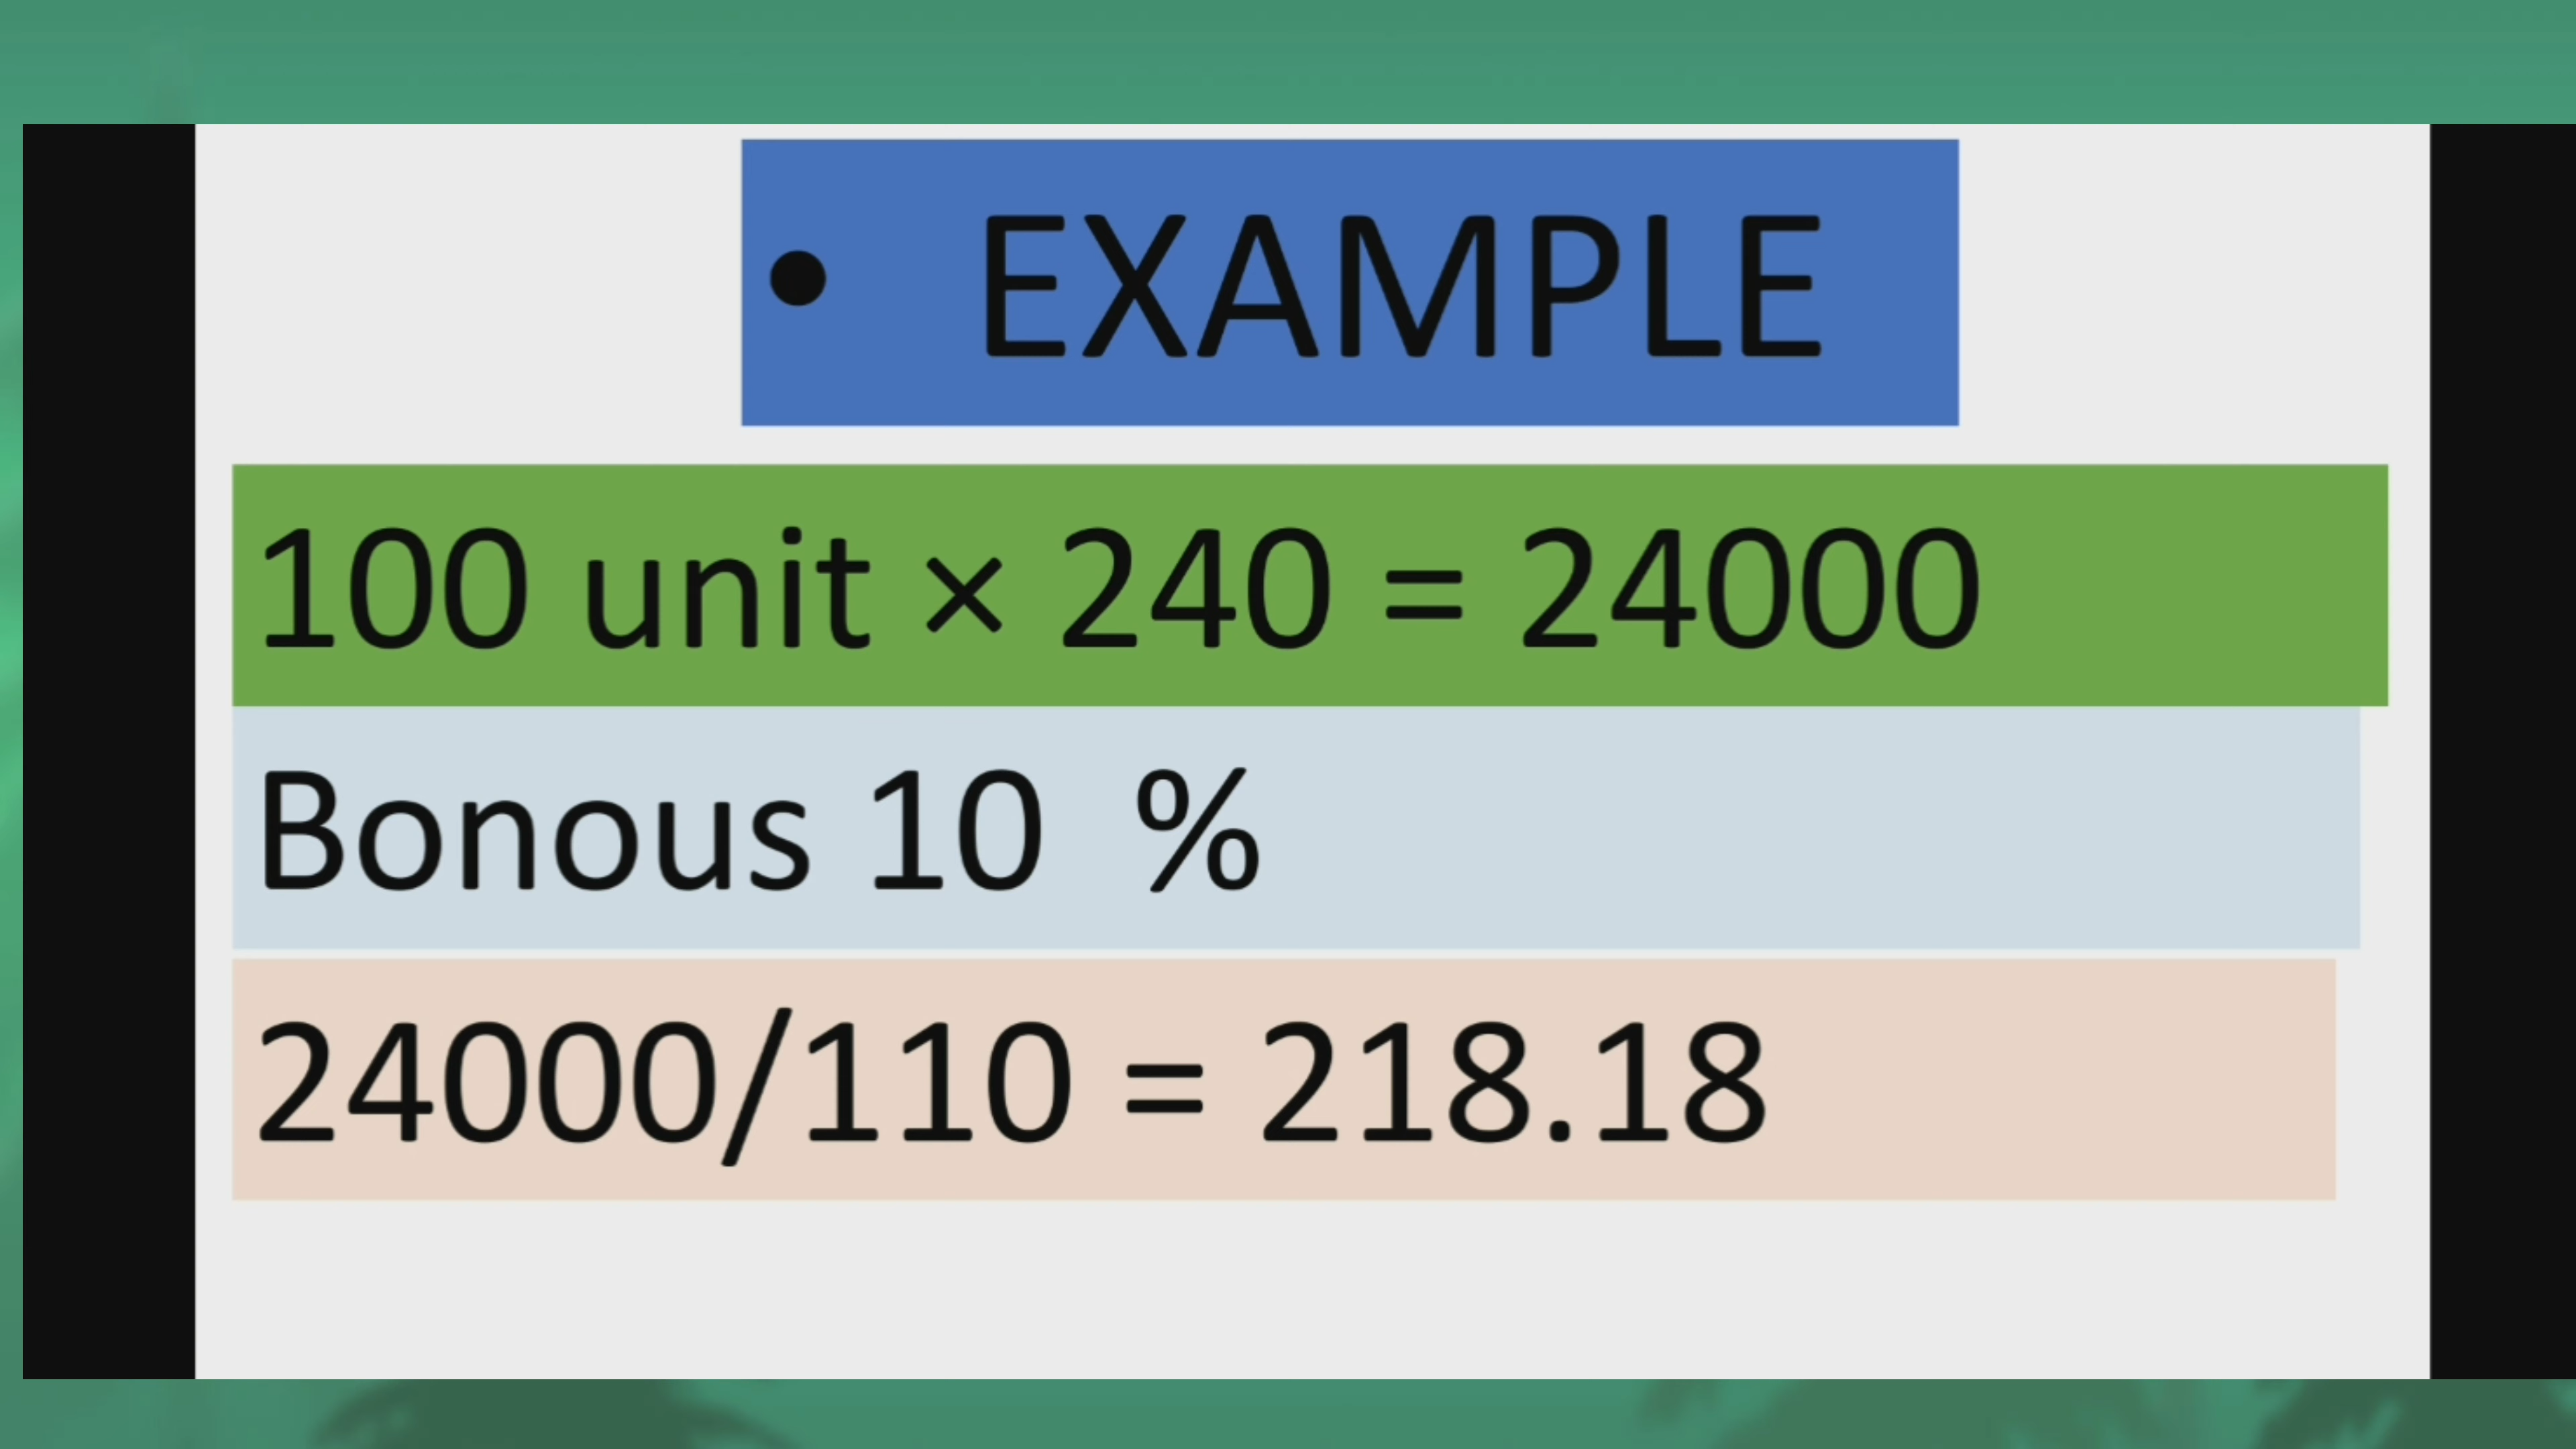 • EXAMPLE
100 unit × 240 = 24000
Bonous 10 %
24000/110 = 218.18